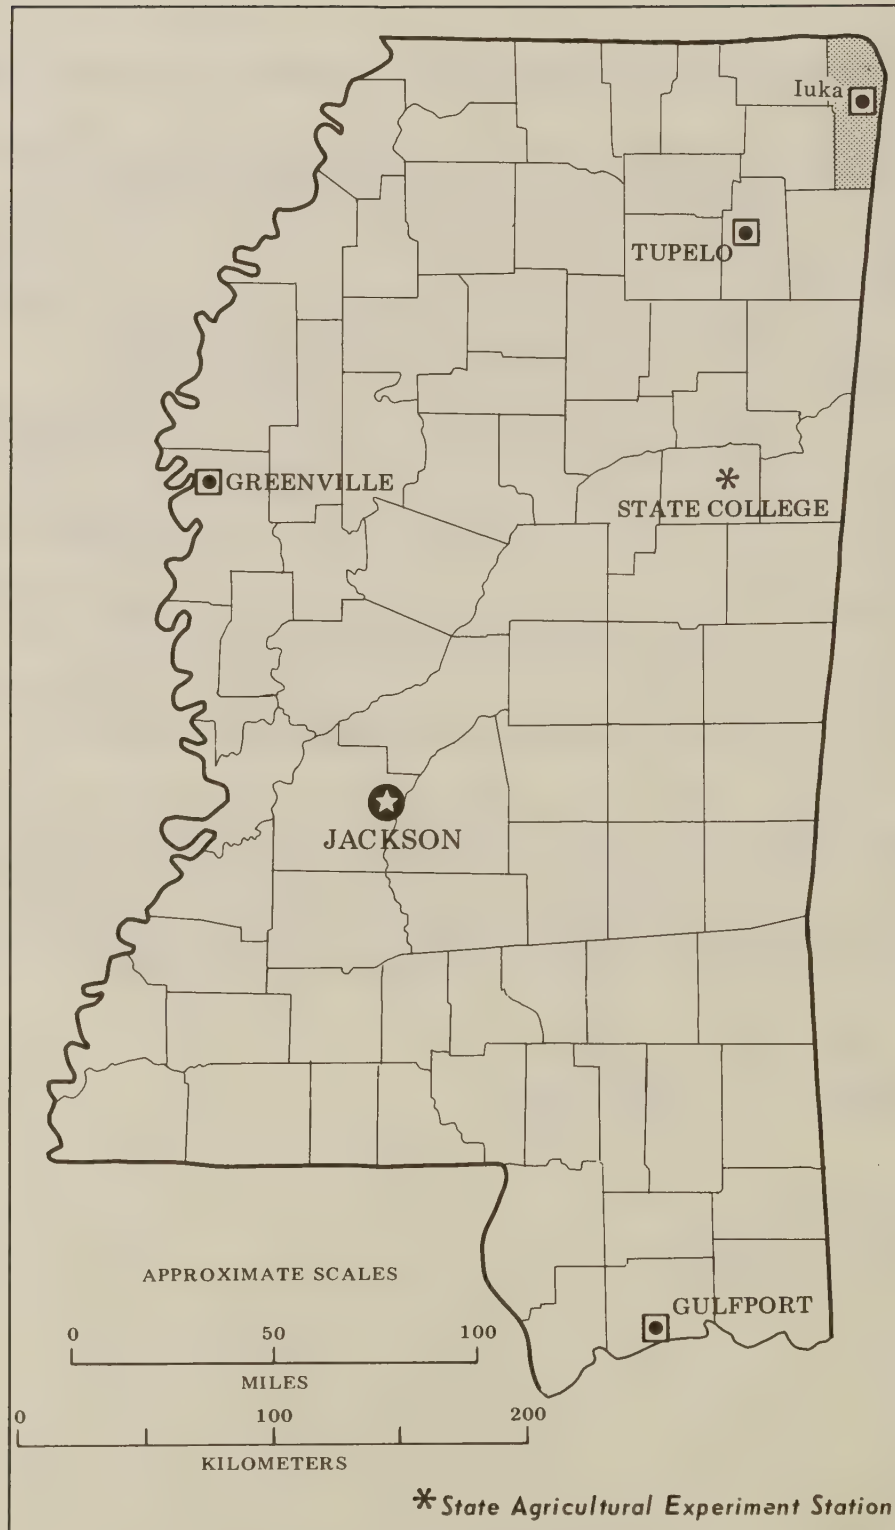 Iuka
TUPELO
GREENVILLE
STATE COLLEGE
JACKSON
APPROXIMATE SCALES
GULFPORT
0 50 100
MILES
0 100 200
KILOMETERS
*State Agricultural Experiment Station